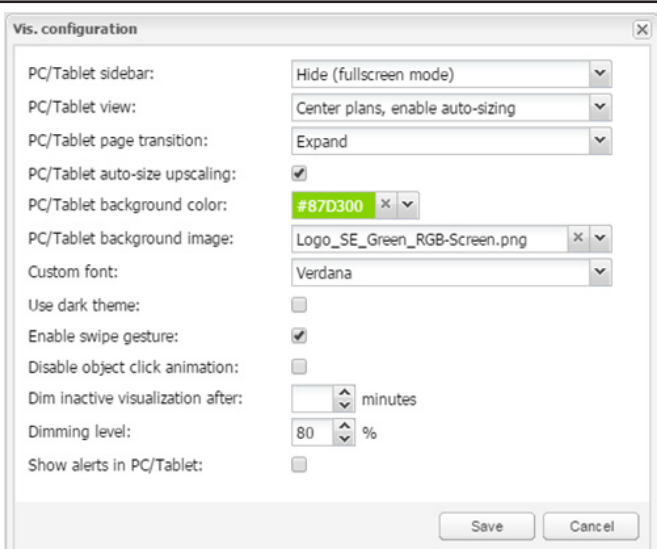 Vis. configuration
PC/Tablet sidebar: Hide (fullscreen mode)
PC/Tablet view: Center plans, enable auto-sizing
PC/Tablet page transition: Expand
PC/Tablet auto-size upscaling:
PC/Tablet background color: #87D300
PC/Tablet background image: Logo_SE_Green_RGB-Screen.png
Custom font: Verdana
Use dark theme:
Enable swipe gesture:
Disable object click animation:
Dim inactive visualization after: minutes
Dimming level: 80 %
Show alerts in PC/Tablet:
Save Cancel